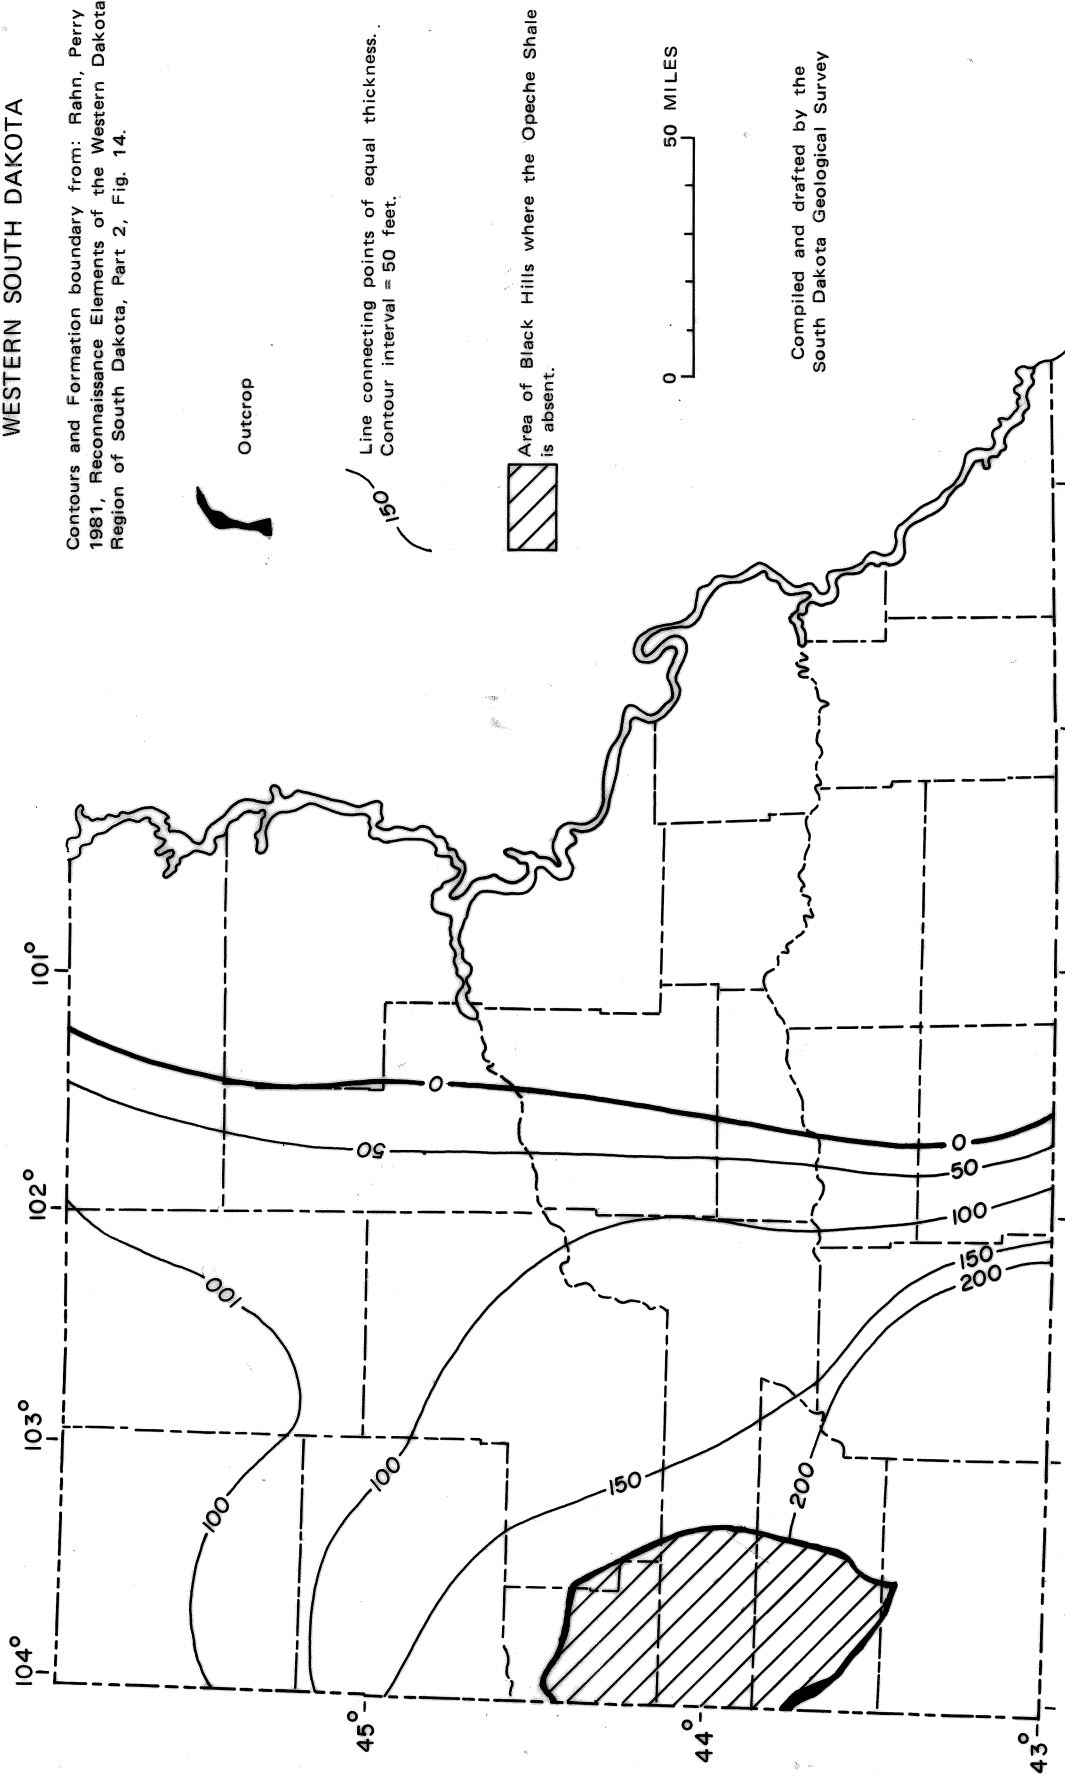 WESTERN SOUTH DAKOTA
Contours and Formation boundary from: Rahn, Perry
1981, Reconnaissance Elements of the Western Dakota
Region of South Dakota, Part 2, Fig. 14.
Outcrop
150
Line connecting points of equal thickness.
Contour interval = 50 feet.
Area of Black Hills where the Opeche Shale
is absent.
0 50 MILES
Compiled and drafted by the
South Dakota Geological Survey
104°
103°
102°
101°
45°
44°
43°
100
100
100
150
200
50
0
0
50
100
150
200